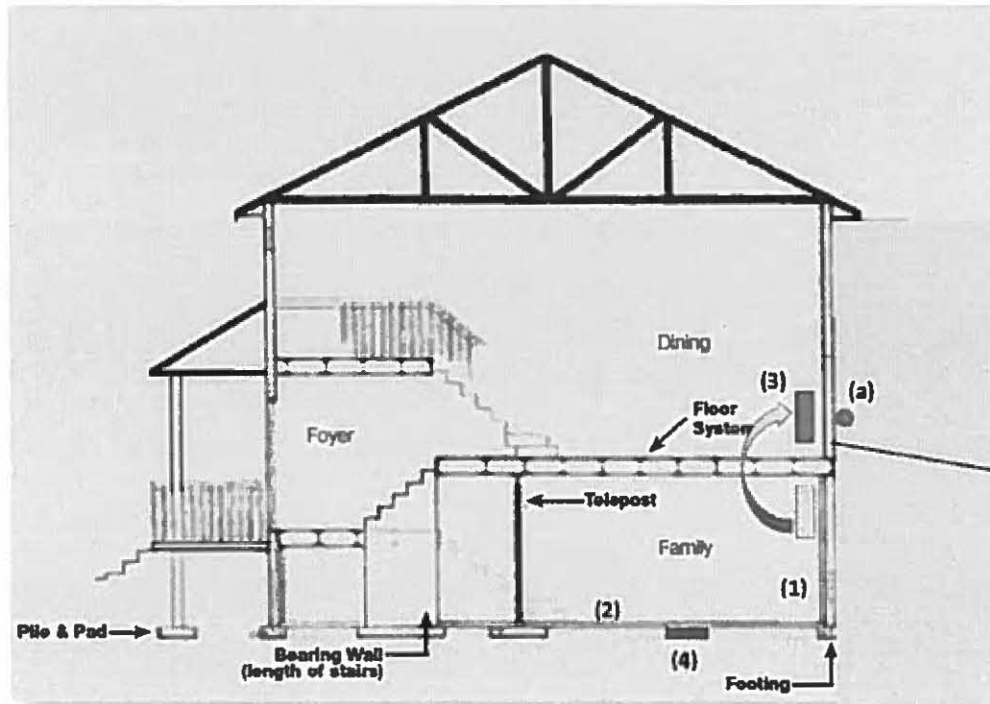 Dining
(3)
(a)
Floor
System
Foyer
Telepost
Family
(1)
(2)
Pile & Pad
Bearing Wall
(length of stairs)
(4)
Footing